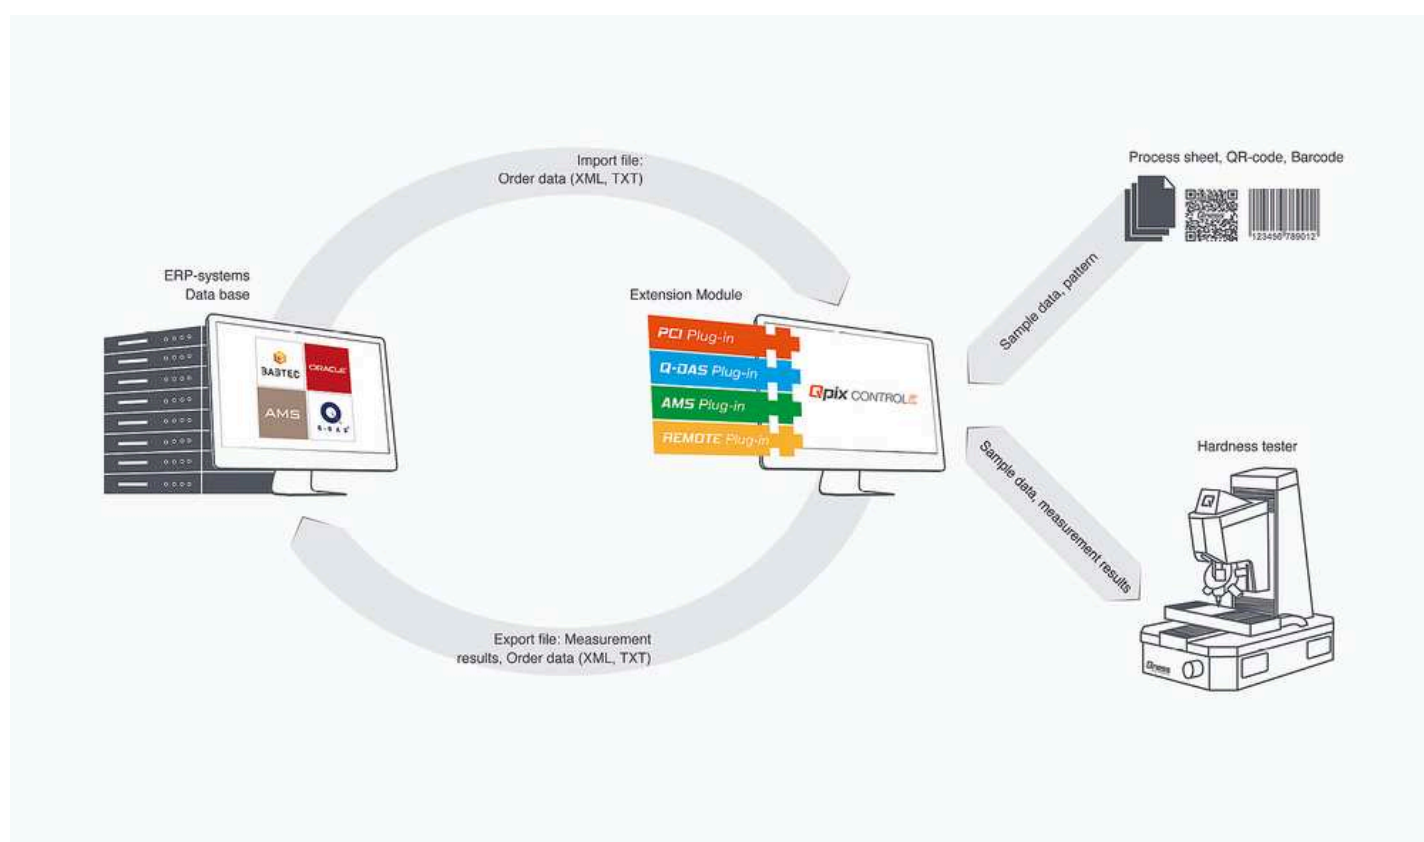 Import file:
Order data (XML, TXT)
Process sheet, QR-code, Barcode
123456 789012
Sample data, pattern
ERP-systems
Data base
BABTEC
ORACLE
AMS
Q-DAS
Extension Module
PCI Plug-in
Q-DAS Plug-in
AMS Plug-in
REMOTE Plug-in
Qpix CONTROL
Sample data, measurement results
Hardness tester
Q
Qness
Export file: Measurement
results, Order data (XML, TXT)